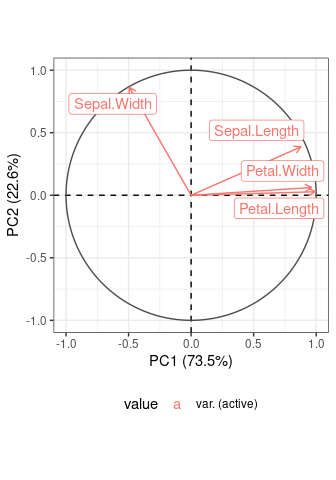 1.0
Sepal.Width
0.5
Sepal.Length
Petal.Width
0.0
Petal.Length
-0.5
-1.0
PC2 (22.6%)
-1.0 -0.5 0.0 0.5 1.0
PC1 (73.5%)
value a var. (active)